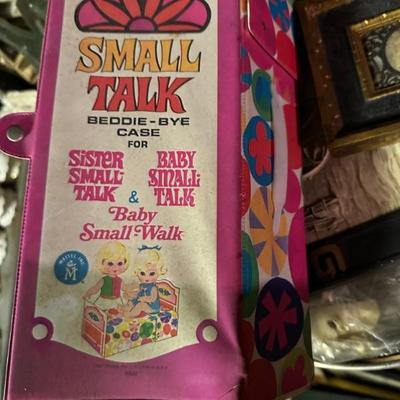 SMALL
TALK
BEDDIE-BYE
CASE
FOR
SISTER
SMALL
TALK
&
BABY
SMALL
TALK
Baby
Small Walk
MATTEL, INC.
M